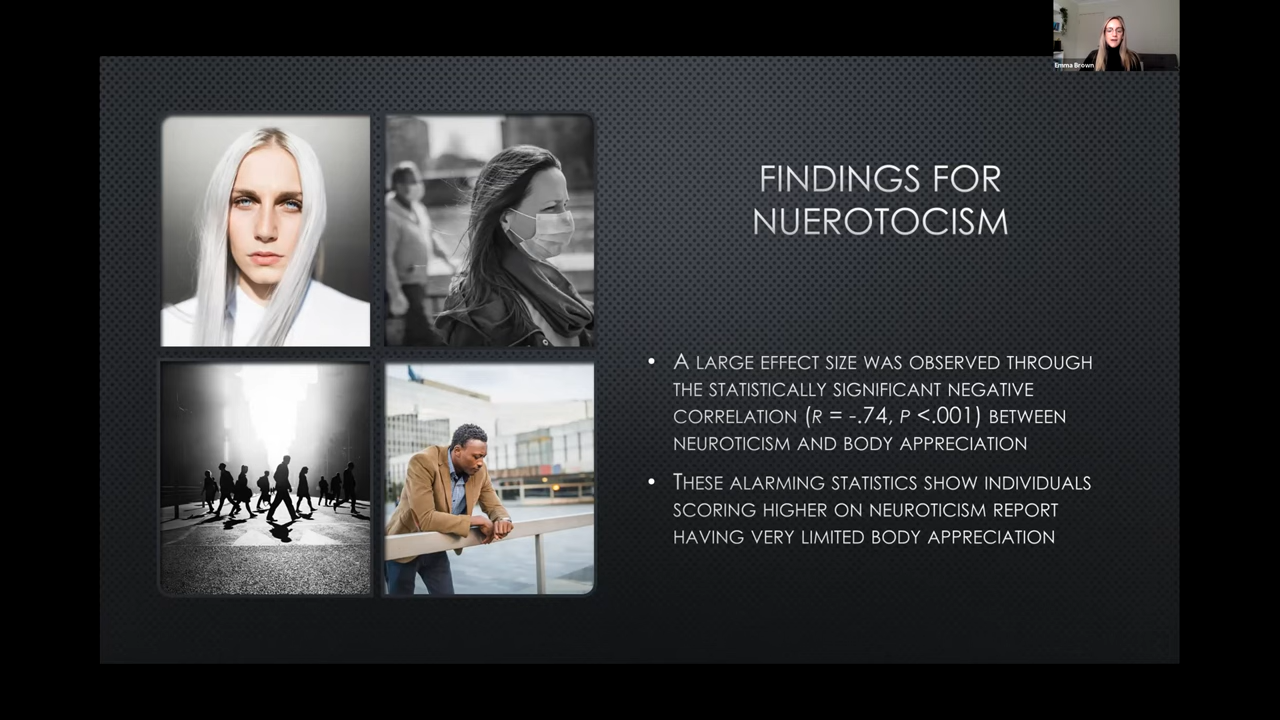 Emma Brown
FINDINGS FOR
NUEROTOCISM
• A LARGE EFFECT SIZE WAS OBSERVED THROUGH
THE STATISTICALLY SIGNIFICANT NEGATIVE
CORRELATION (R = -.74, P <.001) BETWEEN
NEUROTICISM AND BODY APPRECIATION
• THESE ALARMING STATISTICS SHOW INDIVIDUALS
SCORING HIGHER ON NEUROTICISM REPORT
HAVING VERY LIMITED BODY APPRECIATION